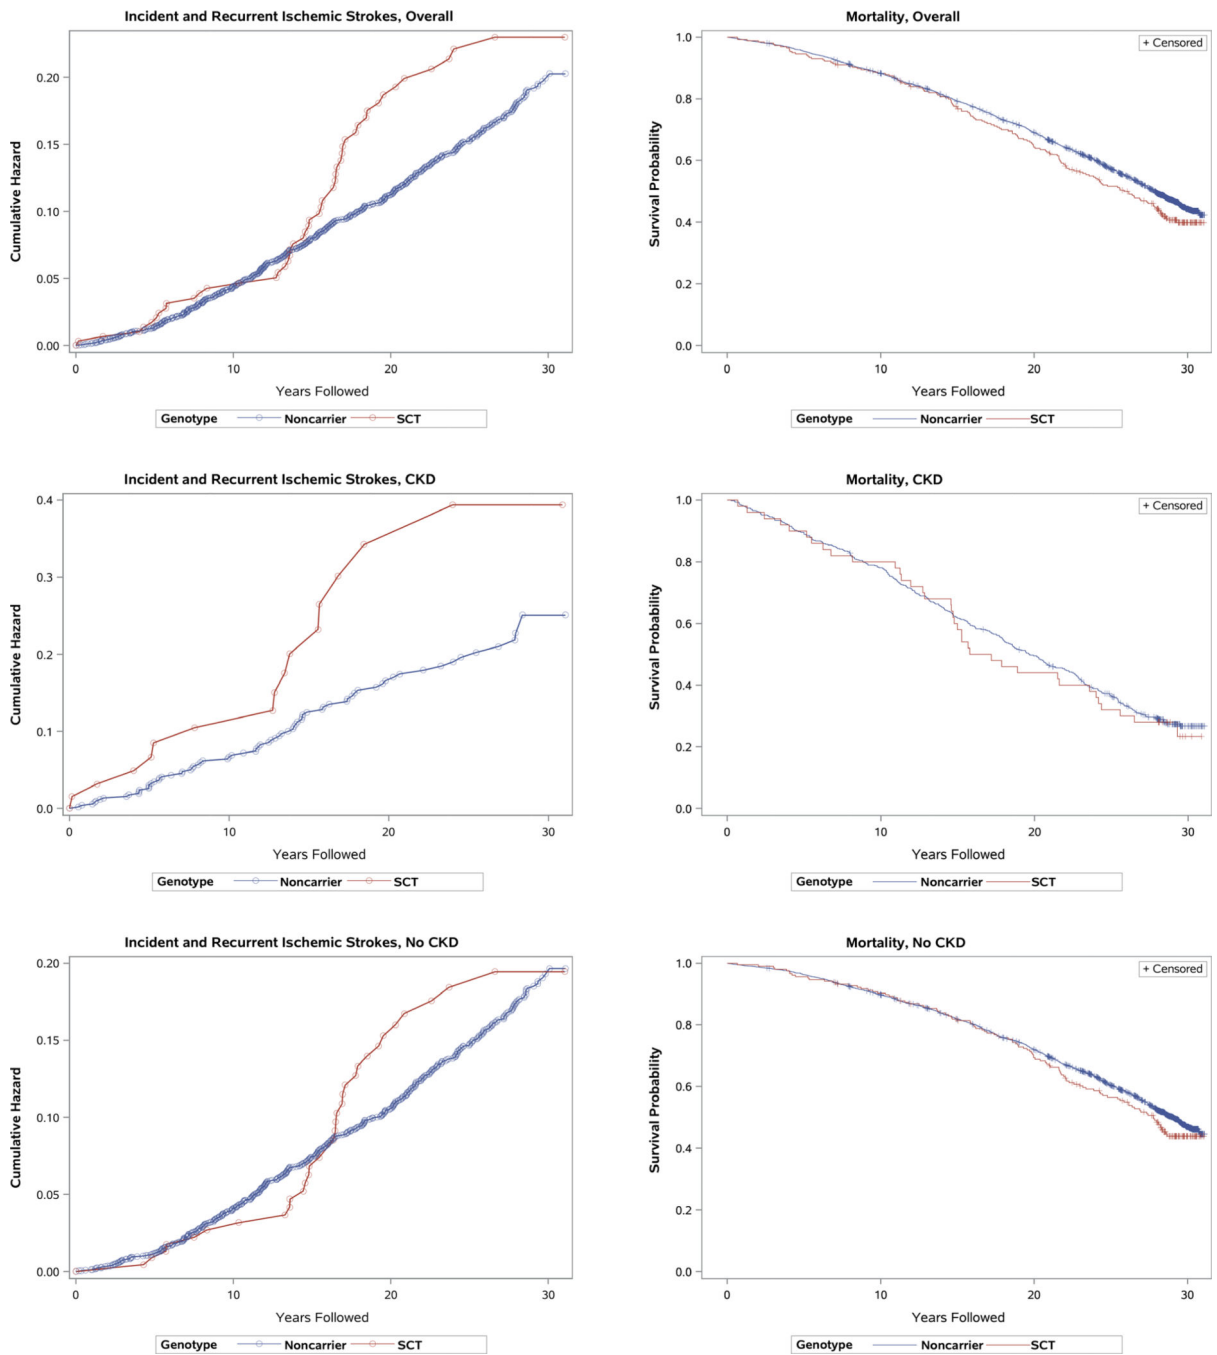 Incident and Recurrent Ischemic Strokes, Overall
Cumulative Hazard
0.20
0.15
0.10
0.05
0.00
0 10 20 30
Years Followed
Genotype Noncarrier SCT
Mortality, Overall
+ Censored
Survival Probability
1.0
0.8
0.6
0.4
0.2
0.0
0 10 20 30
Years Followed
Genotype Noncarrier SCT
Incident and Recurrent Ischemic Strokes, CKD
Cumulative Hazard
0.4
0.3
0.2
0.1
0.0
0 10 20 30
Years Followed
Genotype Noncarrier SCT
Mortality, CKD
+ Censored
Survival Probability
1.0
0.8
0.6
0.4
0.2
0.0
0 10 20 30
Years Followed
Genotype Noncarrier SCT
Incident and Recurrent Ischemic Strokes, No CKD
Cumulative Hazard
0.20
0.15
0.10
0.05
0.00
0 10 20 30
Years Followed
Genotype Noncarrier SCT
Mortality, No CKD
+ Censored
Survival Probability
1.0
0.8
0.6
0.4
0.2
0.0
0 10 20 30
Years Followed
Genotype Noncarrier SCT